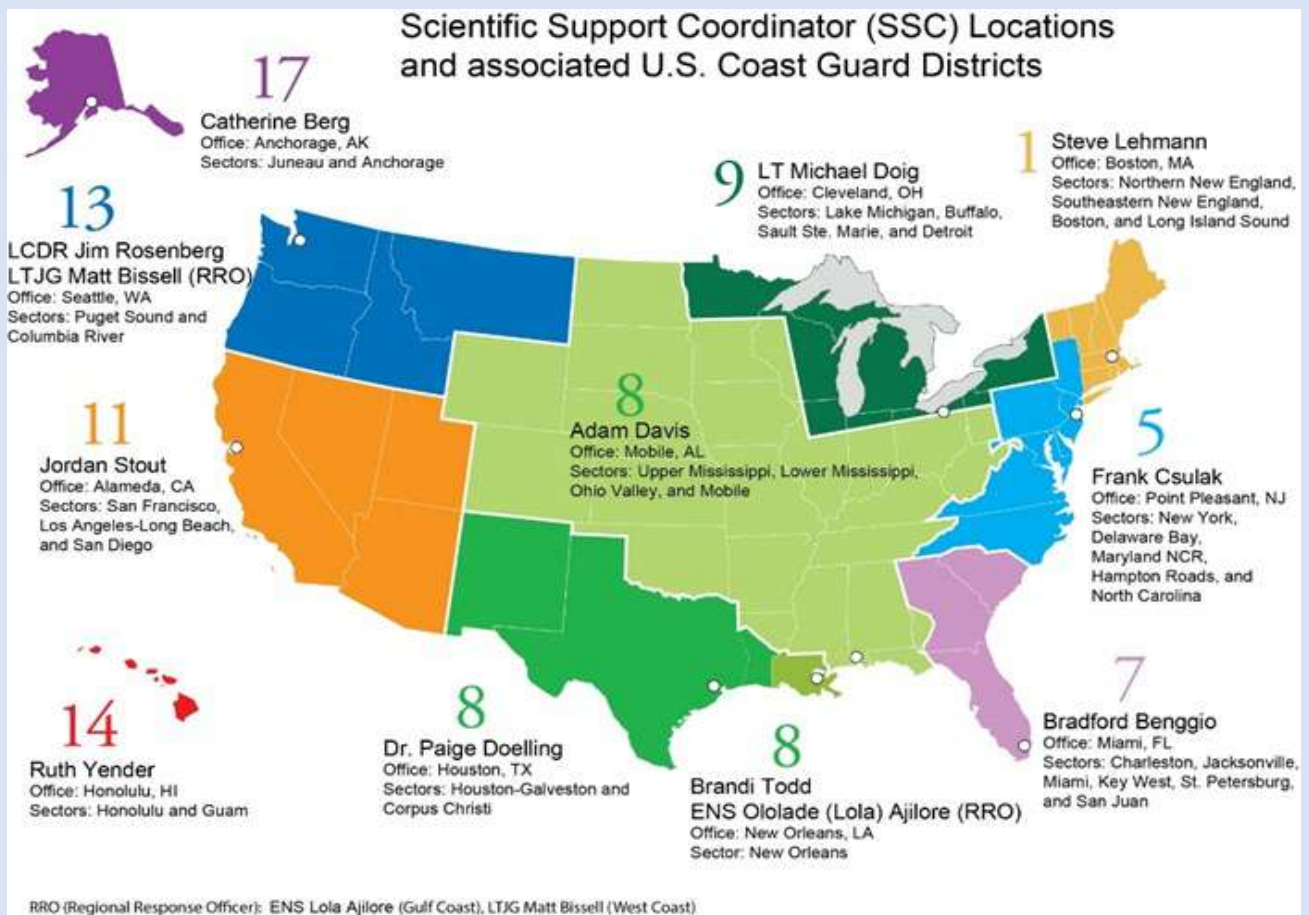 Scientific Support Coordinator (SSC) Locations
and associated U.S. Coast Guard Districts
17
Catherine Berg
Office: Anchorage, AK
Sectors: Juneau and Anchorage
13
LCDR Jim Rosenberg
LTJG Matt Bissell (RRO)
Office: Seattle, WA
Sectors: Puget Sound and
Columbia River
9
LT Michael Doig
Office: Cleveland, OH
Sectors: Lake Michigan, Buffalo,
Sault Ste. Marie, and Detroit
1
Steve Lehmann
Office: Boston, MA
Sectors: Northern New England,
Southeastern New England,
Boston, and Long Island Sound
11
Jordan Stout
Office: Alameda, CA
Sectors: San Francisco,
Los Angeles-Long Beach,
and San Diego
8
Adam Davis
Office: Mobile, AL
Sectors: Upper Mississippi, Lower Mississippi,
Ohio Valley, and Mobile
5
Frank Csulak
Office: Point Pleasant, NJ
Sectors: New York,
Delaware Bay,
Maryland NCR,
Hampton Roads, and
North Carolina
14
Ruth Yender
Office: Honolulu, HI
Sectors: Honolulu and Guam
8
Dr. Paige Doelling
Office: Houston, TX
Sectors: Houston-Galveston and
Corpus Christi
8
Brandi Todd
ENS Ololade (Lola) Ajilore (RRO)
Office: New Orleans, LA
Sector: New Orleans
7
Bradford Benggio
Office: Miami, FL
Sectors: Charleston, Jacksonville,
Miami, Key West, St. Petersburg,
and San Juan
RRO (Regional Response Officer): ENS Lola Ajilore (Gulf Coast), LTJG Matt Bissell (West Coast)